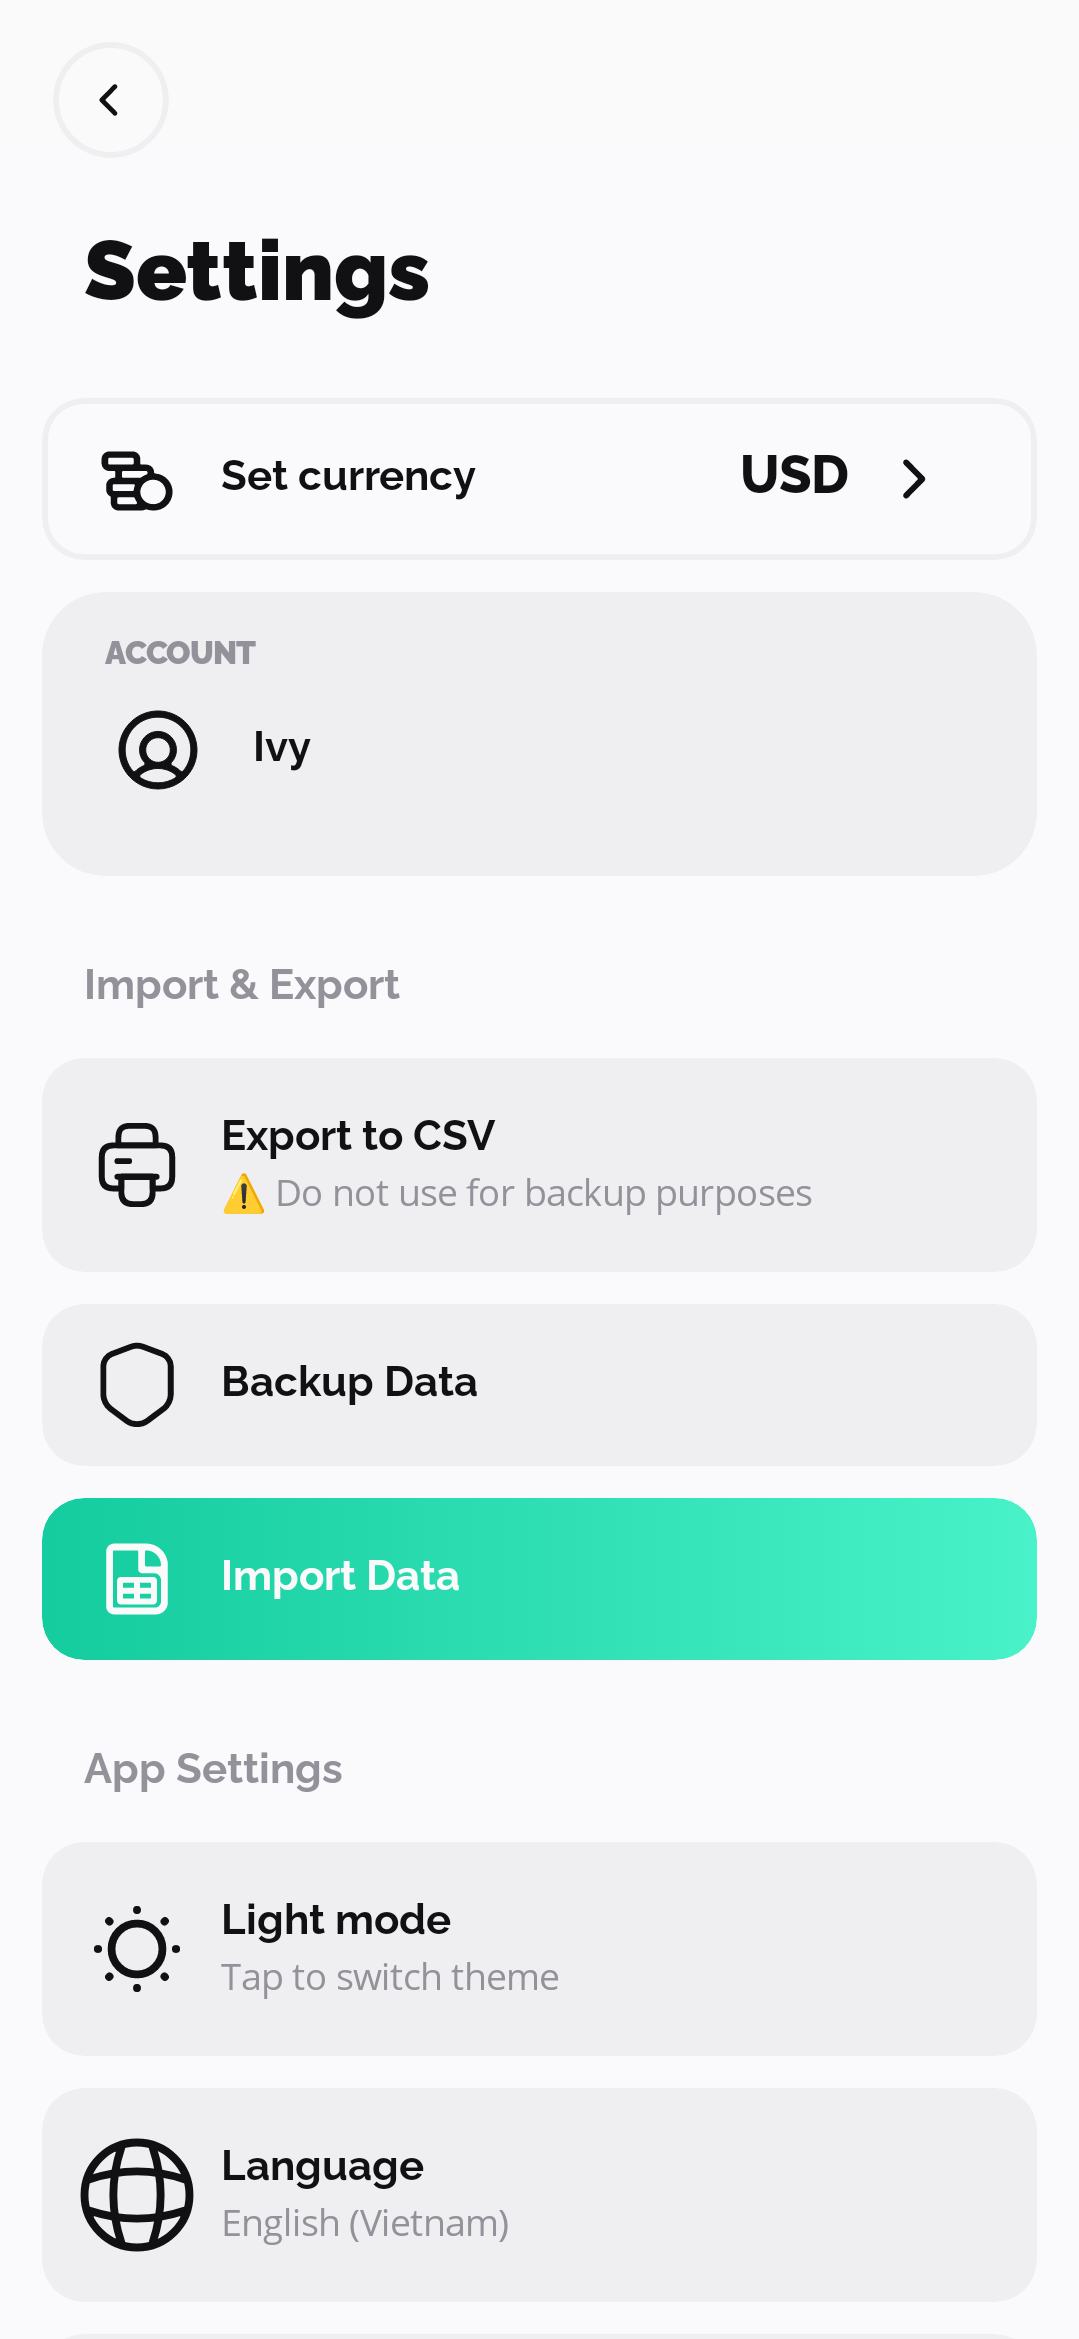 Settings
Set currency
USD
ACCOUNT
Ivy
Import & Export
Export to CSV
⚠️ Do not use for backup purposes
Backup Data
Import Data
App Settings
Light mode
Tap to switch theme
Language
English (Vietnam)